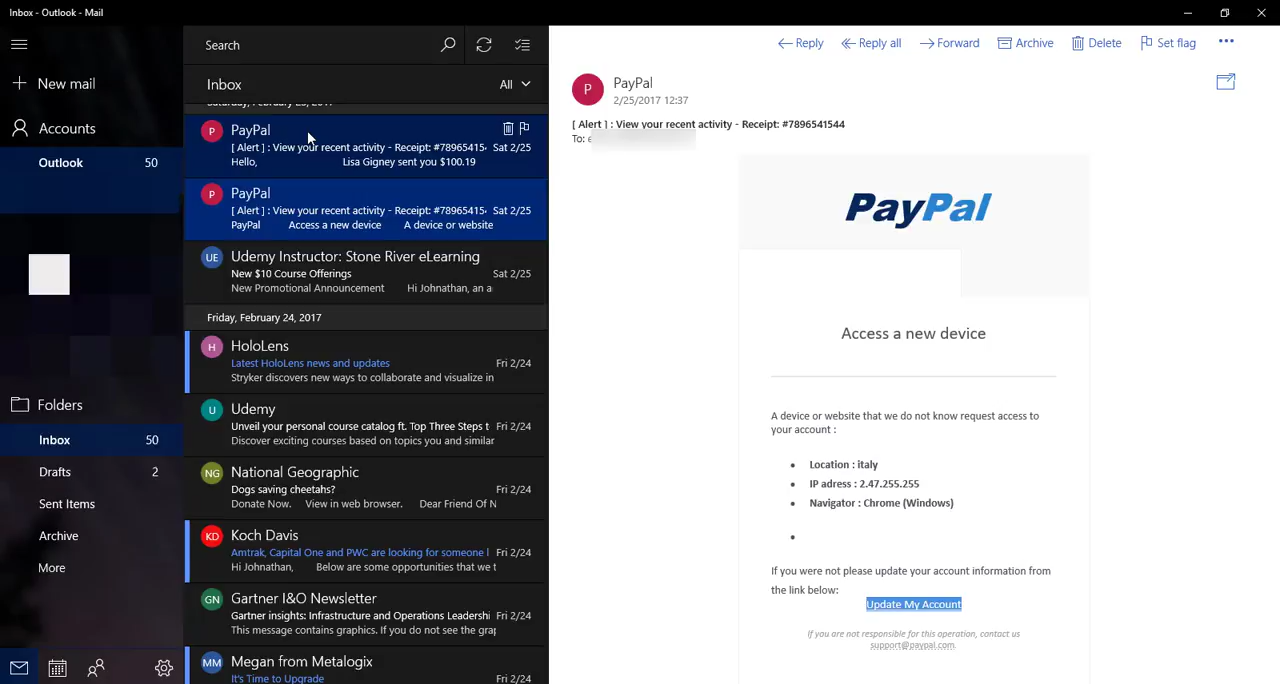 Inbox - Outlook - Mail
New mail
Accounts
Outlook 50
Folders
Inbox 50
Drafts 2
Sent Items
Archive
More
Search
Inbox All
Saturday, February 25, 2017
P PayPal
[ Alert ] : View your recent activity - Receipt: #78965415 Sat 2/25
Hello, Lisa Gigney sent you $100.19
P PayPal
[ Alert ] : View your recent activity - Receipt: #78965415 Sat 2/25
PayPal Access a new device A device or website
UE Udemy Instructor: Stone River eLearning
New $10 Course Offerings Sat 2/25
New Promotional Announcement Hi Johnathan, an a
Friday, February 24, 2017
H HoloLens
Latest HoloLens news and updates Fri 2/24
Stryker discovers new ways to collaborate and visualize in
U Udemy
Unveil your personal course catalog ft. Top Three Steps t Fri 2/24
Discover exciting courses based on topics you and similar
NG National Geographic
Dogs saving cheetahs? Fri 2/24
Donate Now. View in web browser. Dear Friend Of N
KD Koch Davis
Amtrak, Capital One and PWC are looking for someone l Fri 2/24
Hi Johnathan, Below are some opportunities that we t
GN Gartner I&O Newsletter
Gartner insights: Infrastructure and Operations Leadershi Fri 2/24
This message contains graphics. If you do not see the grap
MM Megan from Metalogix
It's Time to Upgrade Fri 2/24
Reply Reply all Forward Archive Delete Set flag
P PayPal
2/25/2017 12:37
[ Alert ] : View your recent activity - Receipt: #7896541544
To:
PayPal
Access a new device
A device or website that we do not know request access to
your account :
• Location : italy
• IP adress : 2.47.255.255
• Navigator : Chrome (Windows)
•
If you were not please update your account information from
the link below:
Update My Account
If you are not responsible for this operation, contact us
support@paypal.com.